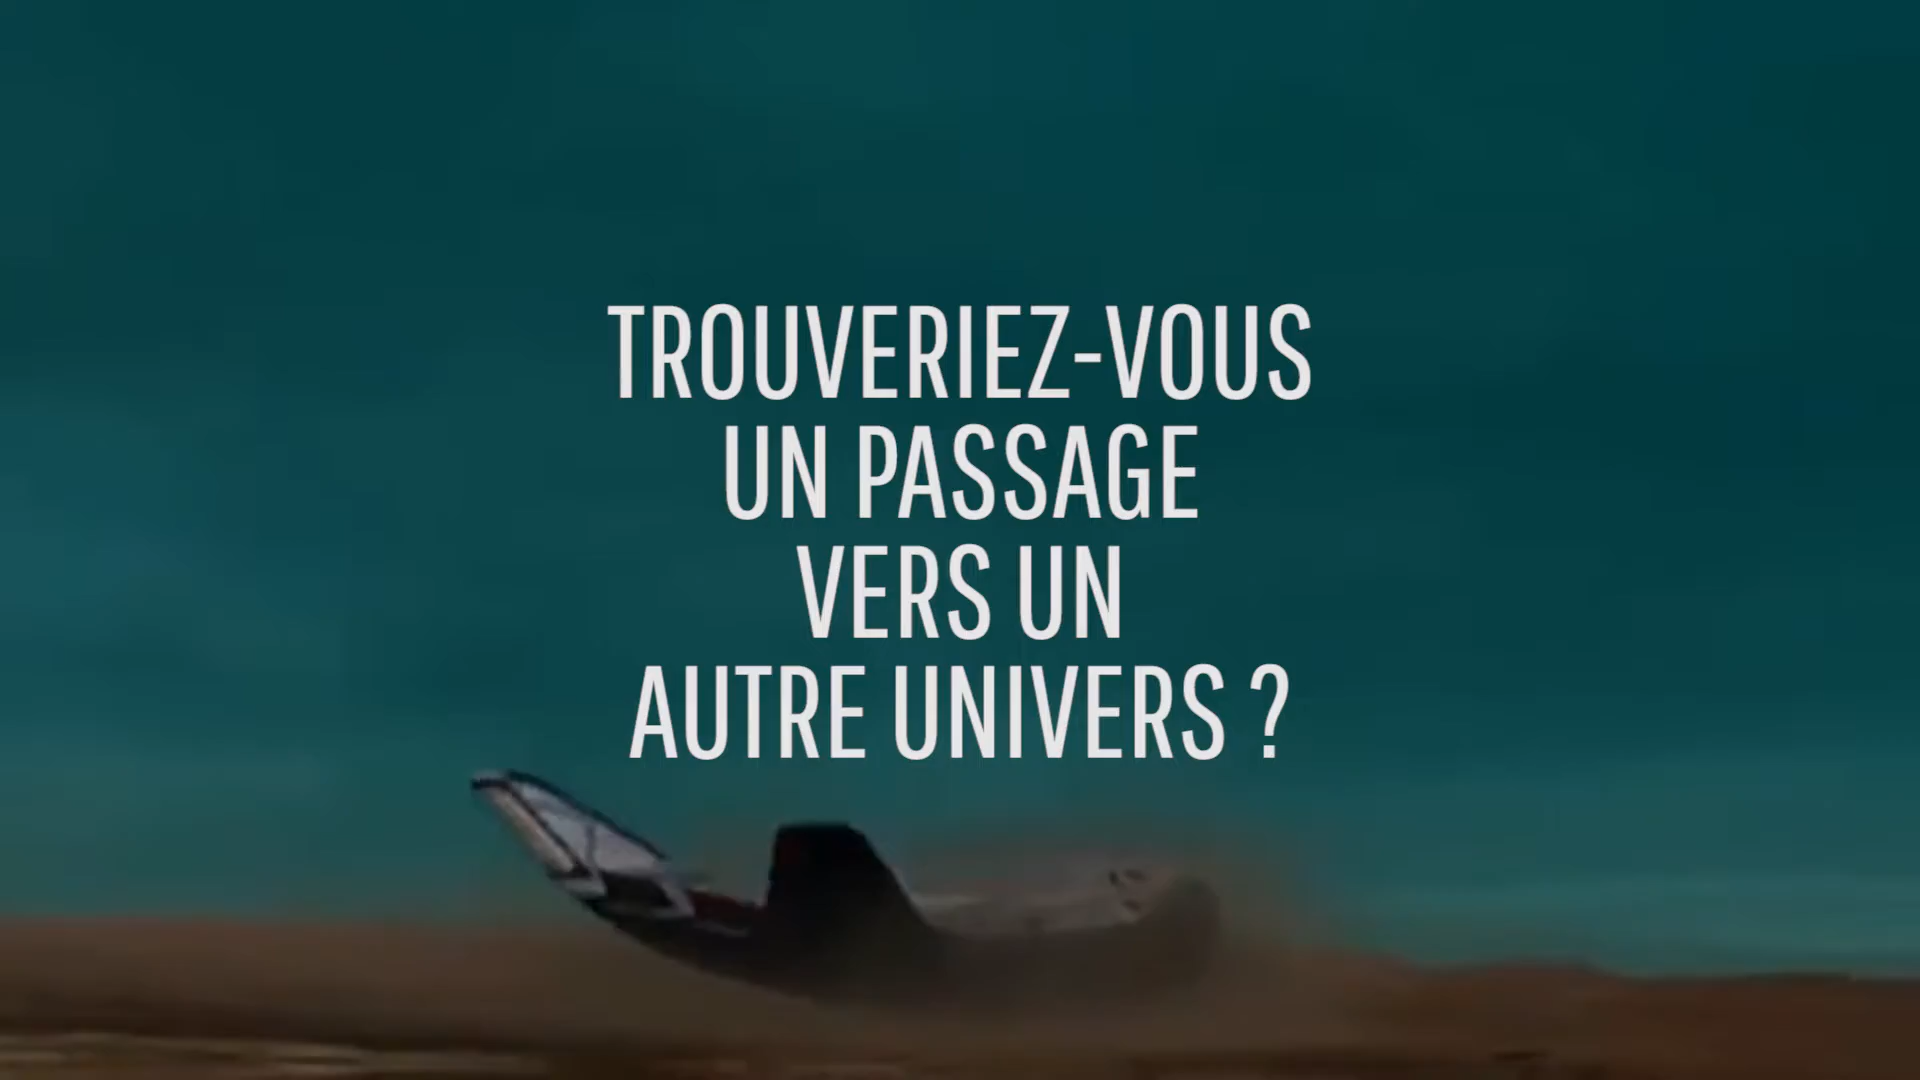 TROUVERIEZ-VOUS
UN PASSAGE
VERS UN
AUTRE UNIVERS ?